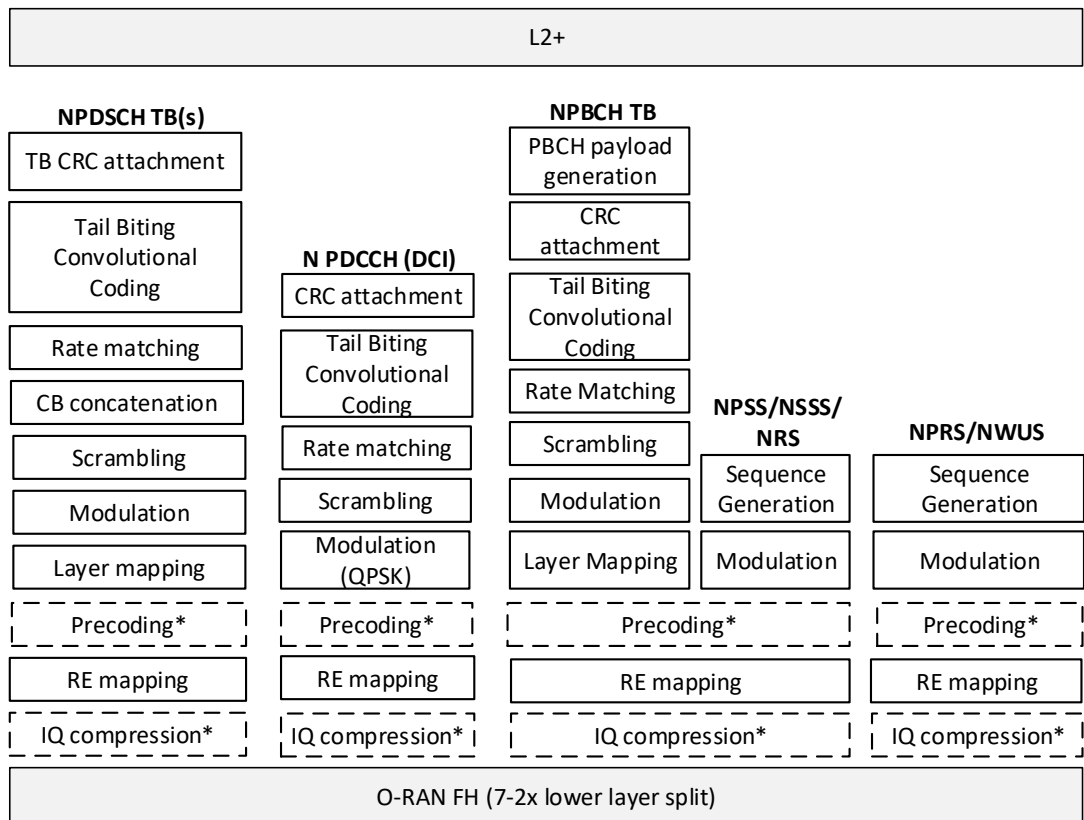 L2+
NPDSCH TB(s)
TB CRC attachment
Tail Biting
Convolutional
Coding
Rate matching
CB concatenation
Scrambling
Modulation
Layer mapping
Precoding*
RE mapping
IQ compression*
N PDCCH (DCI)
CRC attachment
Tail Biting
Convolutional
Coding
Rate matching
Scrambling
Modulation
(QPSK)
Precoding*
RE mapping
IQ compression*
NPBCH TB
PBCH payload
generation
CRC
attachment
Tail Biting
Convolutional
Coding
Rate Matching
Scrambling
Modulation
Layer Mapping
NPSS/NSSS/
NRS
Sequence
Generation
Modulation
Precoding*
RE mapping
IQ compression*
NPRS/NWUS
Sequence
Generation
Modulation
Precoding*
RE mapping
IQ compression*
O-RAN FH (7-2x lower layer split)